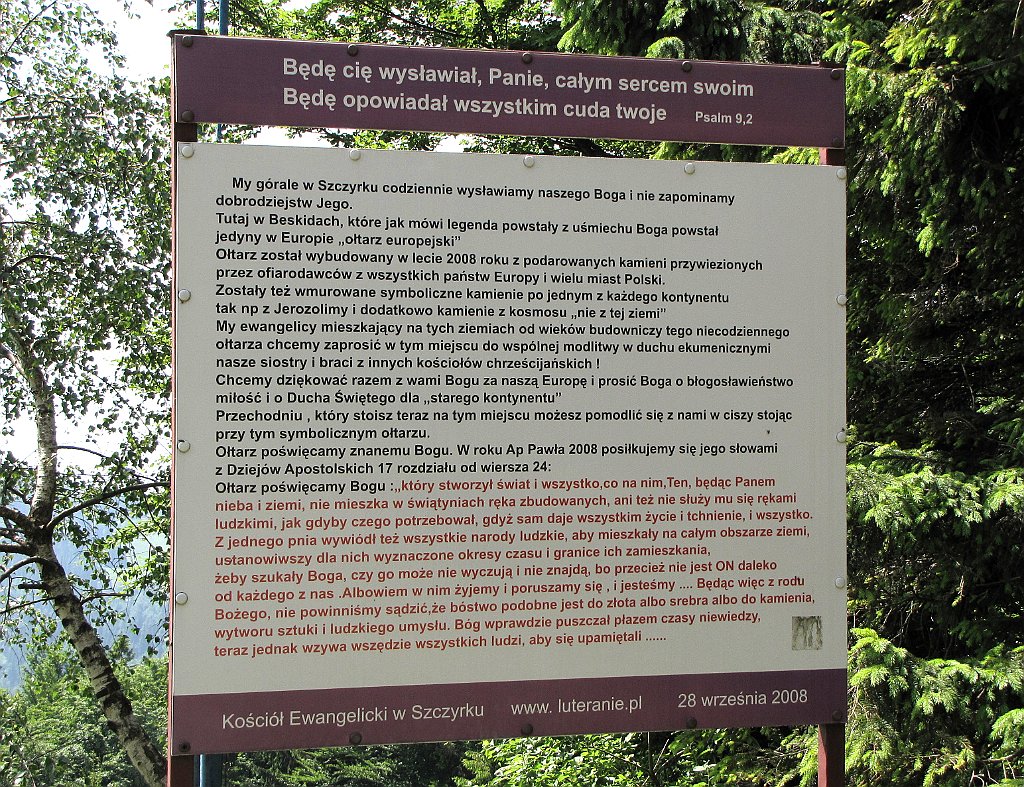 Będę cię wysławiał, Panie, całym sercem swoim
Będę opowiadał wszystkim cuda twoje Psalm 9,2
My górale w Szczyrku codziennie wysławiamy naszego Boga i nie zapominamy
dobrodziejstw Jego.
Tutaj w Beskidach, które jak mówi legenda powstały z uśmiechu Boga powstał
jedyny w Europie „ołtarz europejski”
Ołtarz został wybudowany w lecie 2008 roku z podarowanych kamieni przywiezionych
przez ofiarodawców z wszystkich państw Europy i wielu miast Polski.
Zostały też wmurowane symboliczne kamienie po jednym z każdego kontynentu
tak np z Jerozolimy i dodatkowo kamienie z kosmosu „nie z tej ziemi”
My ewangelicy mieszkający na tych ziemiach od wieków budowniczy tego niecodziennego
ołtarza chcemy zaprosić w tym miejscu do wspólnej modlitwy w duchu ekumenicznymi
nasze siostry i braci z innych kościołów chrześcijańskich !
Chcemy dziękować razem z wami Bogu za naszą Europę i prosić Boga o błogosławieństwo
miłość i o Ducha Świętego dla „starego kontynentu”
Przechodniu , który stoisz teraz na tym miejscu możesz pomodlić się z nami w ciszy stojąc
przy tym symbolicznym ołtarzu.
Ołtarz poświęcamy znanemu Bogu. W roku Ap Pawła 2008 posiłkujemy się jego słowami
z Dziejów Apostolskich 17 rozdziału od wiersza 24:
Ołtarz poświęcamy Bogu :,,który stworzył świat i wszystko,co na nim,Ten, będąc Panem
nieba i ziemi, nie mieszka w świątyniach ręka zbudowanych, ani też nie służy mu się rękami
ludzkimi, jak gdyby czego potrzebował, gdyż sam daje wszystkim życie i tchnienie, i wszystko.
Z jednego pnia wywiódł też wszystkie narody ludzkie, aby mieszkały na całym obszarze ziemi,
ustanowiwszy dla nich wyznaczone okresy czasu i granice ich zamieszkania,
żeby szukały Boga, czy go może nie wyczują i nie znajdą, bo przecież nie jest ON daleko
od każdego z nas .Albowiem w nim żyjemy i poruszamy się , i jesteśmy .... Będąc więc z rodu
Bożego, nie powinniśmy sądzić,że bóstwo podobne jest do złota albo srebra albo do kamienia,
wytworu sztuki i ludzkiego umysłu. Bóg wprawdzie puszczał płazem czasy niewiedzy,
teraz jednak wzywa wszędzie wszystkich ludzi, aby się upamiętali ......
Kościół Ewangelicki w Szczyrku www. luteranie.pl 28 września 2008